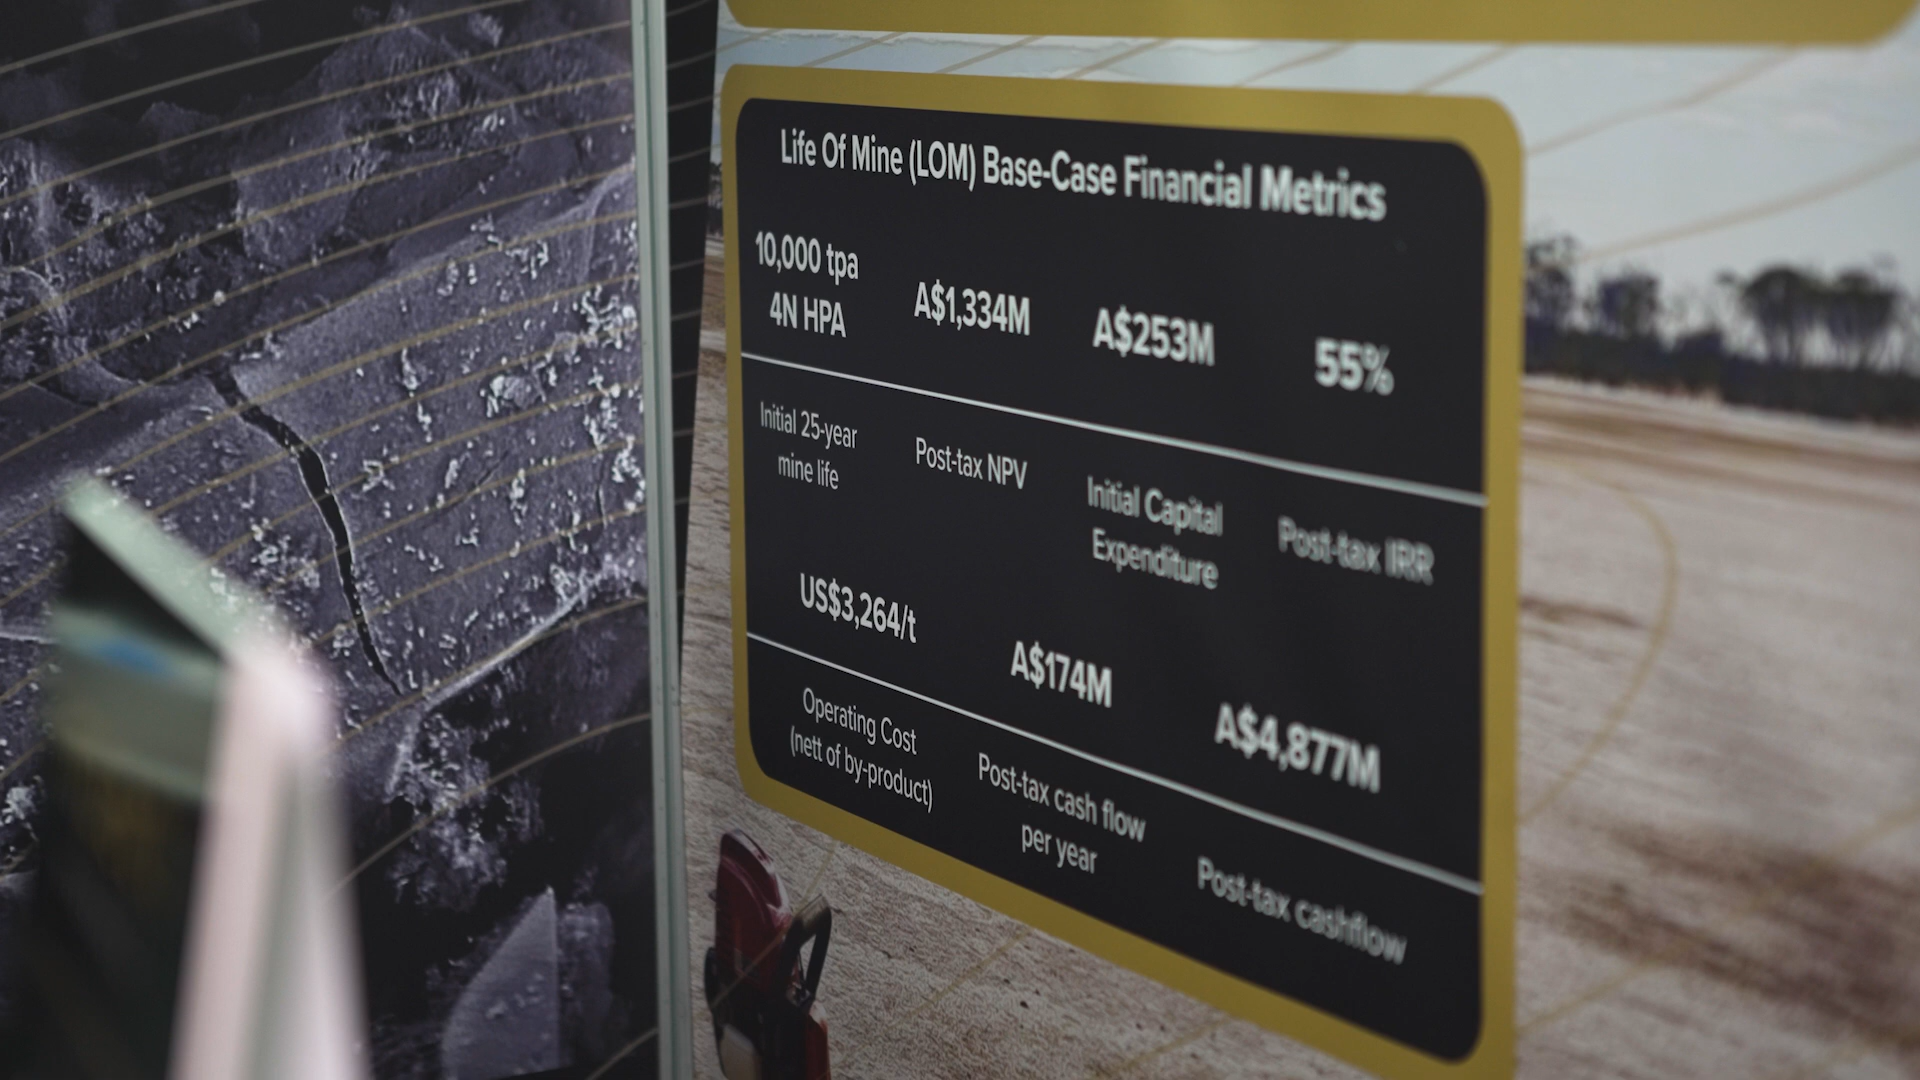 Life Of Mine (LOM) Base-Case Financial Metrics
10,000 tpa
4N HPA
A$1,334M
A$253M
55%
Initial 25-year
mine life
Post-tax NPV
Initial Capital
Expenditure
Post-tax IRR
US$3,264/t
A$174M
A$4,877M
Operating Cost
(nett of by-product)
Post-tax cash flow
per year
Post-tax cashflow